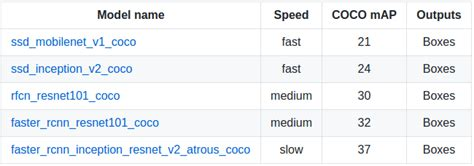 Model name Speed COCO mAP Outputs
ssd_mobilenet_v1_coco fast 21 Boxes
ssd_inception_v2_coco fast 24 Boxes
rfcn_resnet101_coco medium 30 Boxes
faster_rcnn_resnet101_coco medium 32 Boxes
faster_rcnn_inception_resnet_v2_atrous_coco slow 37 Boxes